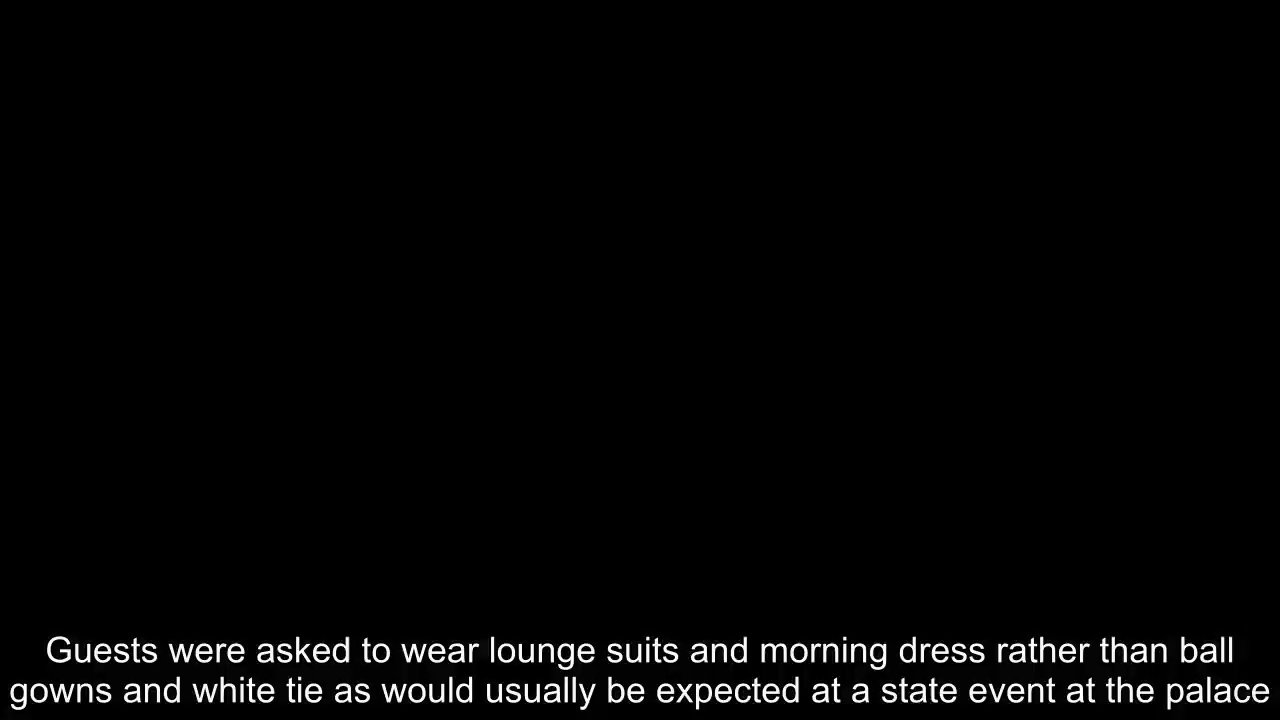 Guests were asked to wear lounge suits and morning dress rather than ball
gowns and white tie as would usually be expected at a state event at the palace